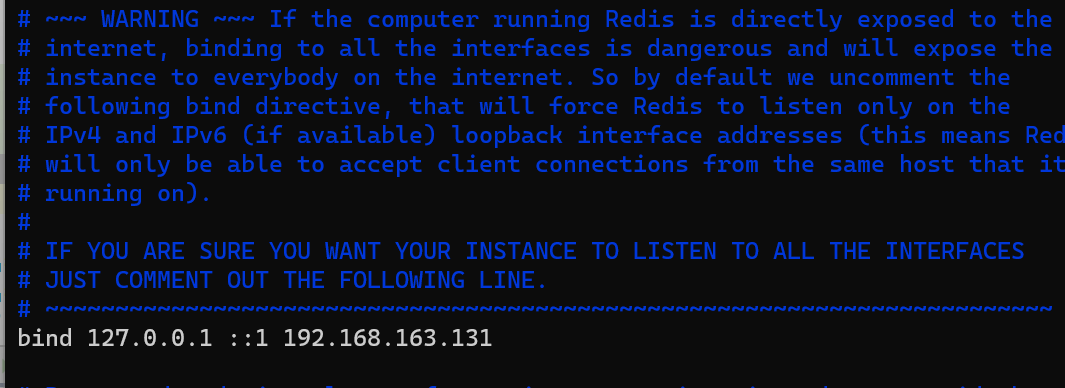 # ~~~ WARNING ~~~ If the computer running Redis is directly exposed to the
# internet, binding to all the interfaces is dangerous and will expose the
# instance to everybody on the internet. So by default we uncomment the
# following bind directive, that will force Redis to listen only on the
# IPv4 and IPv6 (if available) loopback interface addresses (this means Red
# will only be able to accept client connections from the same host that it
# running on).
#
# IF YOU ARE SURE YOU WANT YOUR INSTANCE TO LISTEN TO ALL THE INTERFACES
# JUST COMMENT OUT THE FOLLOWING LINE.
# ~~~~~~~~~~~~~~~~~~~~~~~~~~~~~~~~~~~~~~~~~~~~~~~~~~~~~~~~~~~~~~~~~~~~~~~~
bind 127.0.0.1 ::1 192.168.163.131